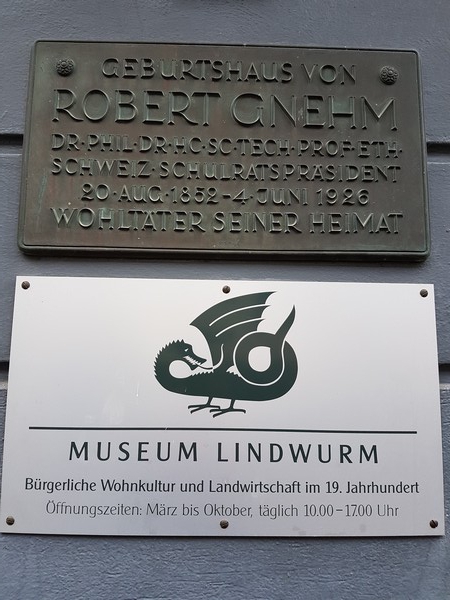 GEBURTSHAUS VON
ROBERT GNEHM
DR·PHIL·DR·HC·SC·TECH·PROF·ETH·
SCHWEIZ·SCHULRATSPRÄSIDENT
20·AUG·1852–4·JUNI 1926
WOHLTÄTER SEINER HEIMAT
MUSEUM LINDWURM
Bürgerliche Wohnkultur und Landwirtschaft im 19. Jahrhundert
Öffnungszeiten: März bis Oktober, täglich 10.00–17.00 Uhr